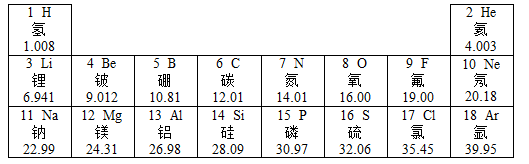 1 H 2 He
氢 氦
1.008 4.003
3 Li 4 Be 5 B 6 C 7 N 8 O 9 F 10 Ne
锂 铍 硼 碳 氮 氧 氟 氖
6.941 9.012 10.81 12.01 14.01 16.00 19.00 20.18
11 Na 12 Mg 13 Al 14 Si 15 P 16 S 17 Cl 18 Ar
钠 镁 铝 硅 磷 硫 氯 氩
22.99 24.31 26.98 28.09 30.97 32.06 35.45 39.95